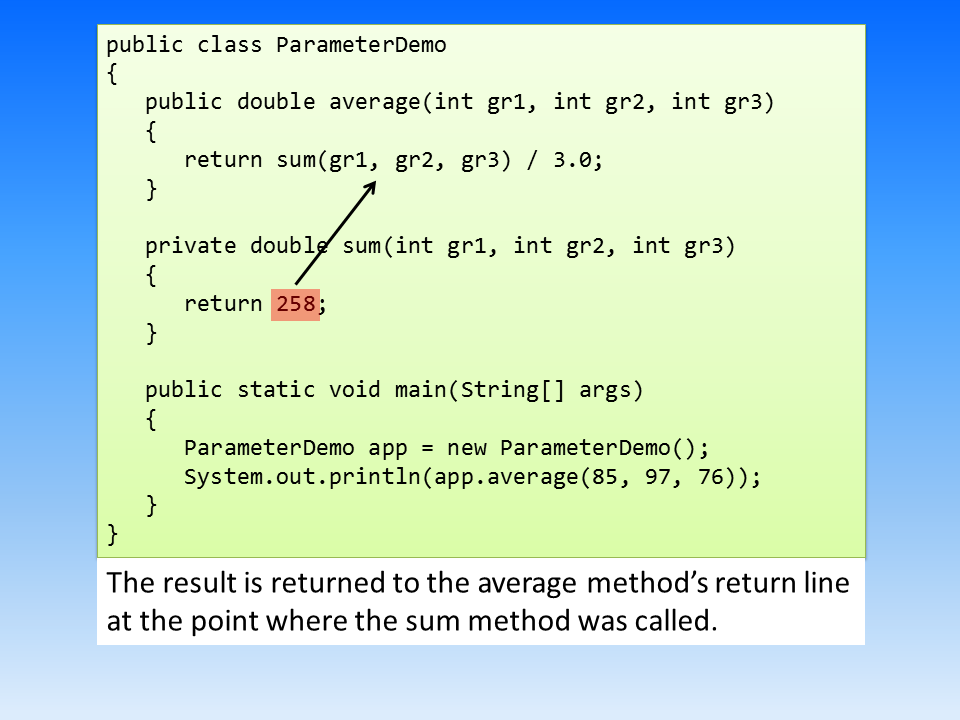 public class ParameterDemo
{
   public double average(int gr1, int gr2, int gr3)
   {
      return sum(gr1, gr2, gr3) / 3.0;
   }

   private double sum(int gr1, int gr2, int gr3)
   {
      return 258;
   }

   public static void main(String[] args)
   {
      ParameterDemo app = new ParameterDemo();
      System.out.println(app.average(85, 97, 76));
   }
}
The result is returned to the average method’s return line
at the point where the sum method was called.